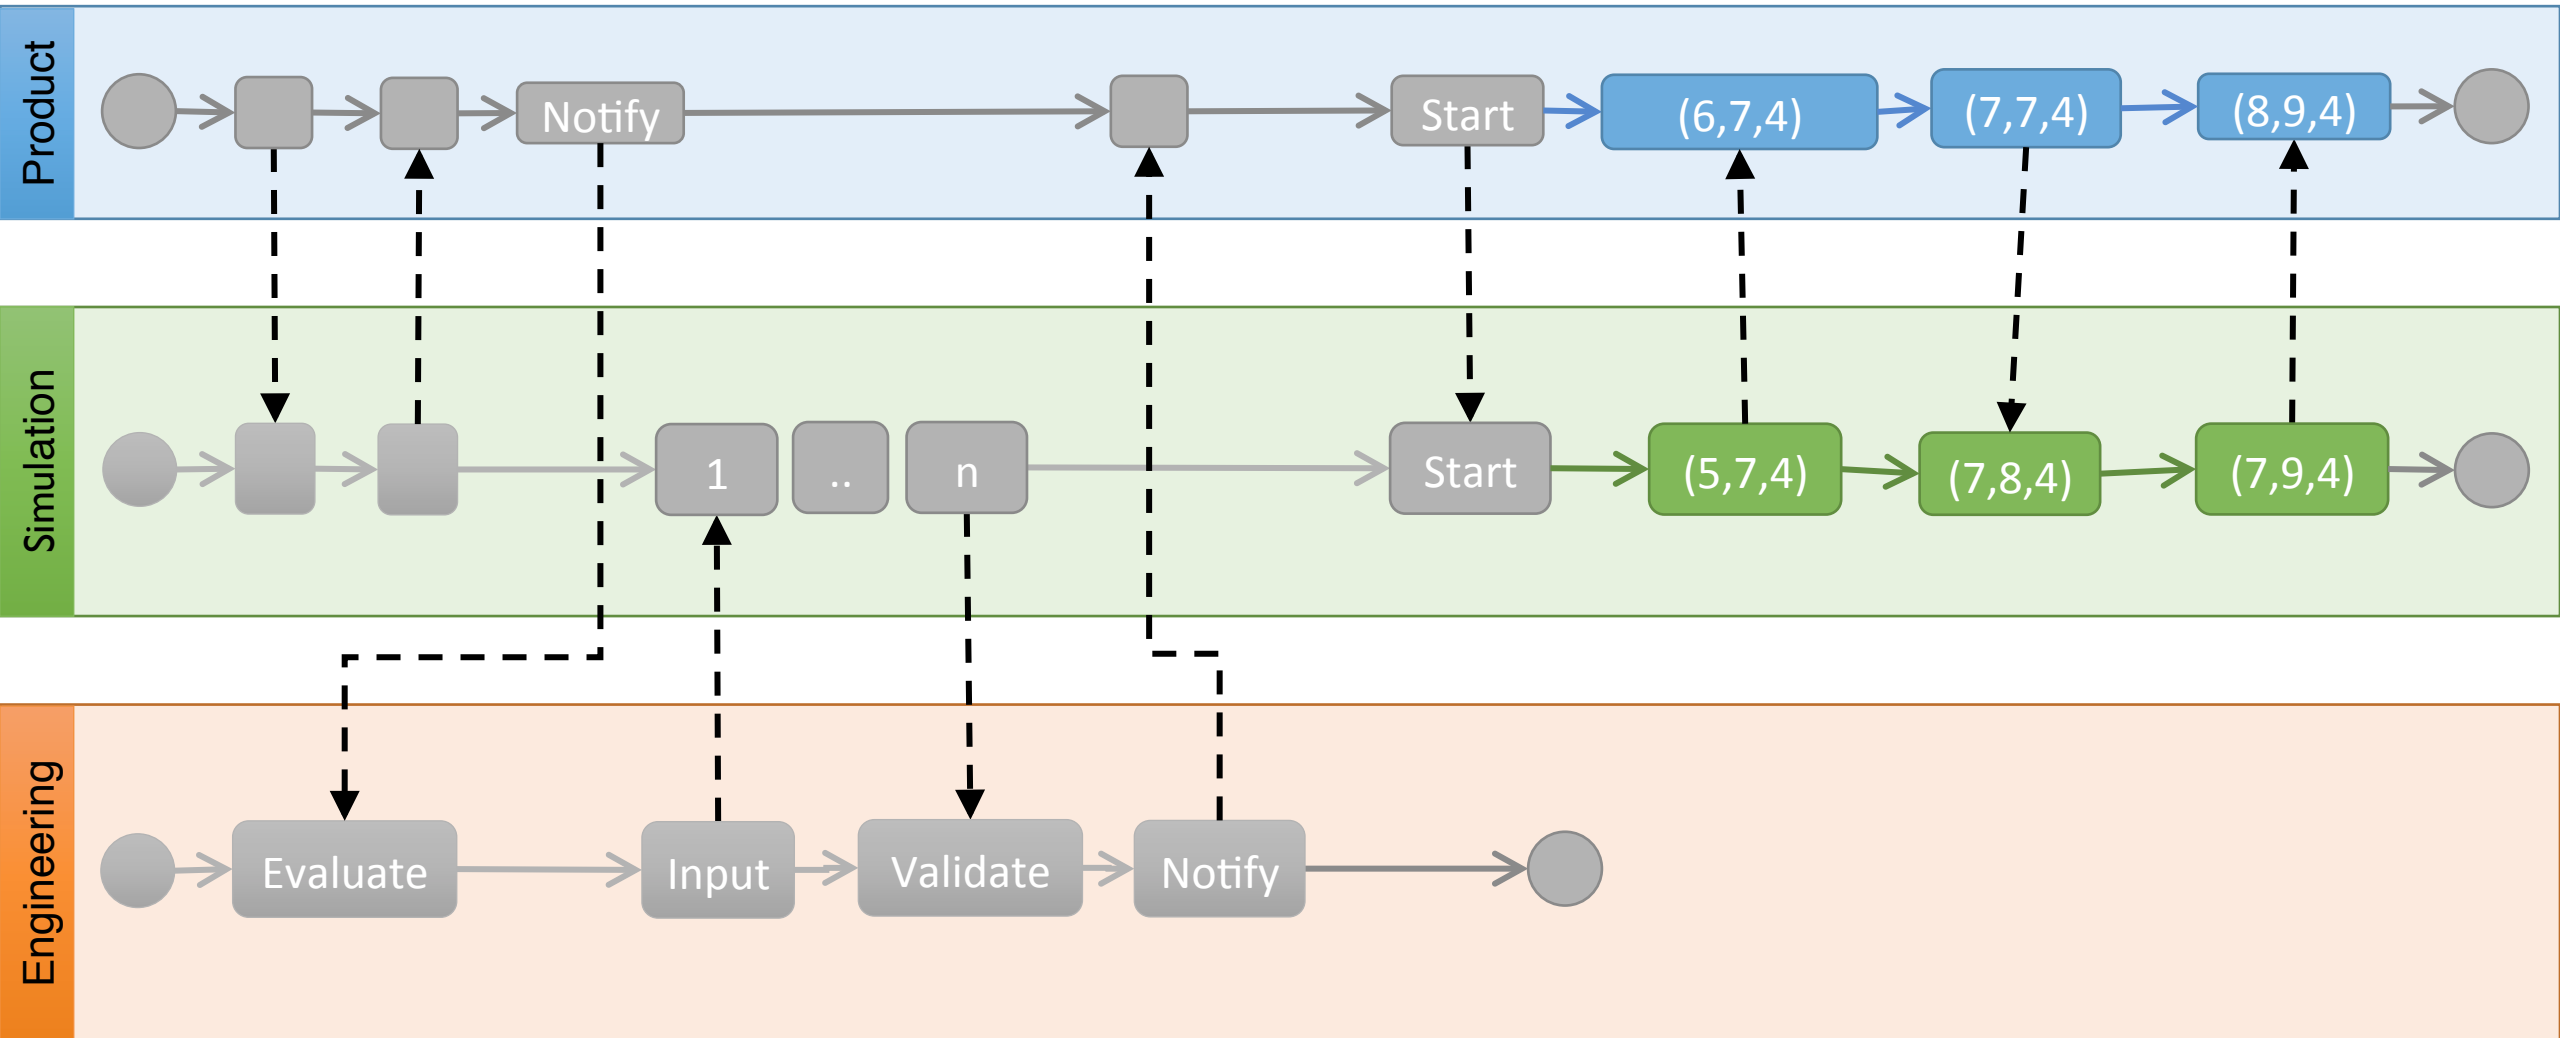 Product
Notify
Start
(6,7,4)
(7,7,4)
(8,9,4)
Simulation
1
..
n
Start
(5,7,4)
(7,8,4)
(7,9,4)
Engineering
Evaluate
Input
Validate
Notify